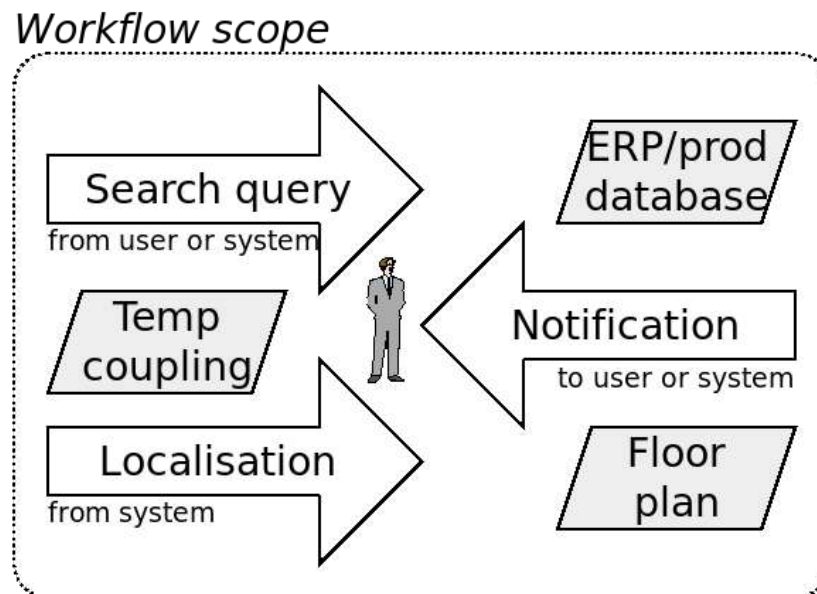 Workflow scope
Search query
from user or system
ERP/prod
database
Temp
coupling
Notification
to user or system
Localisation
from system
Floor
plan